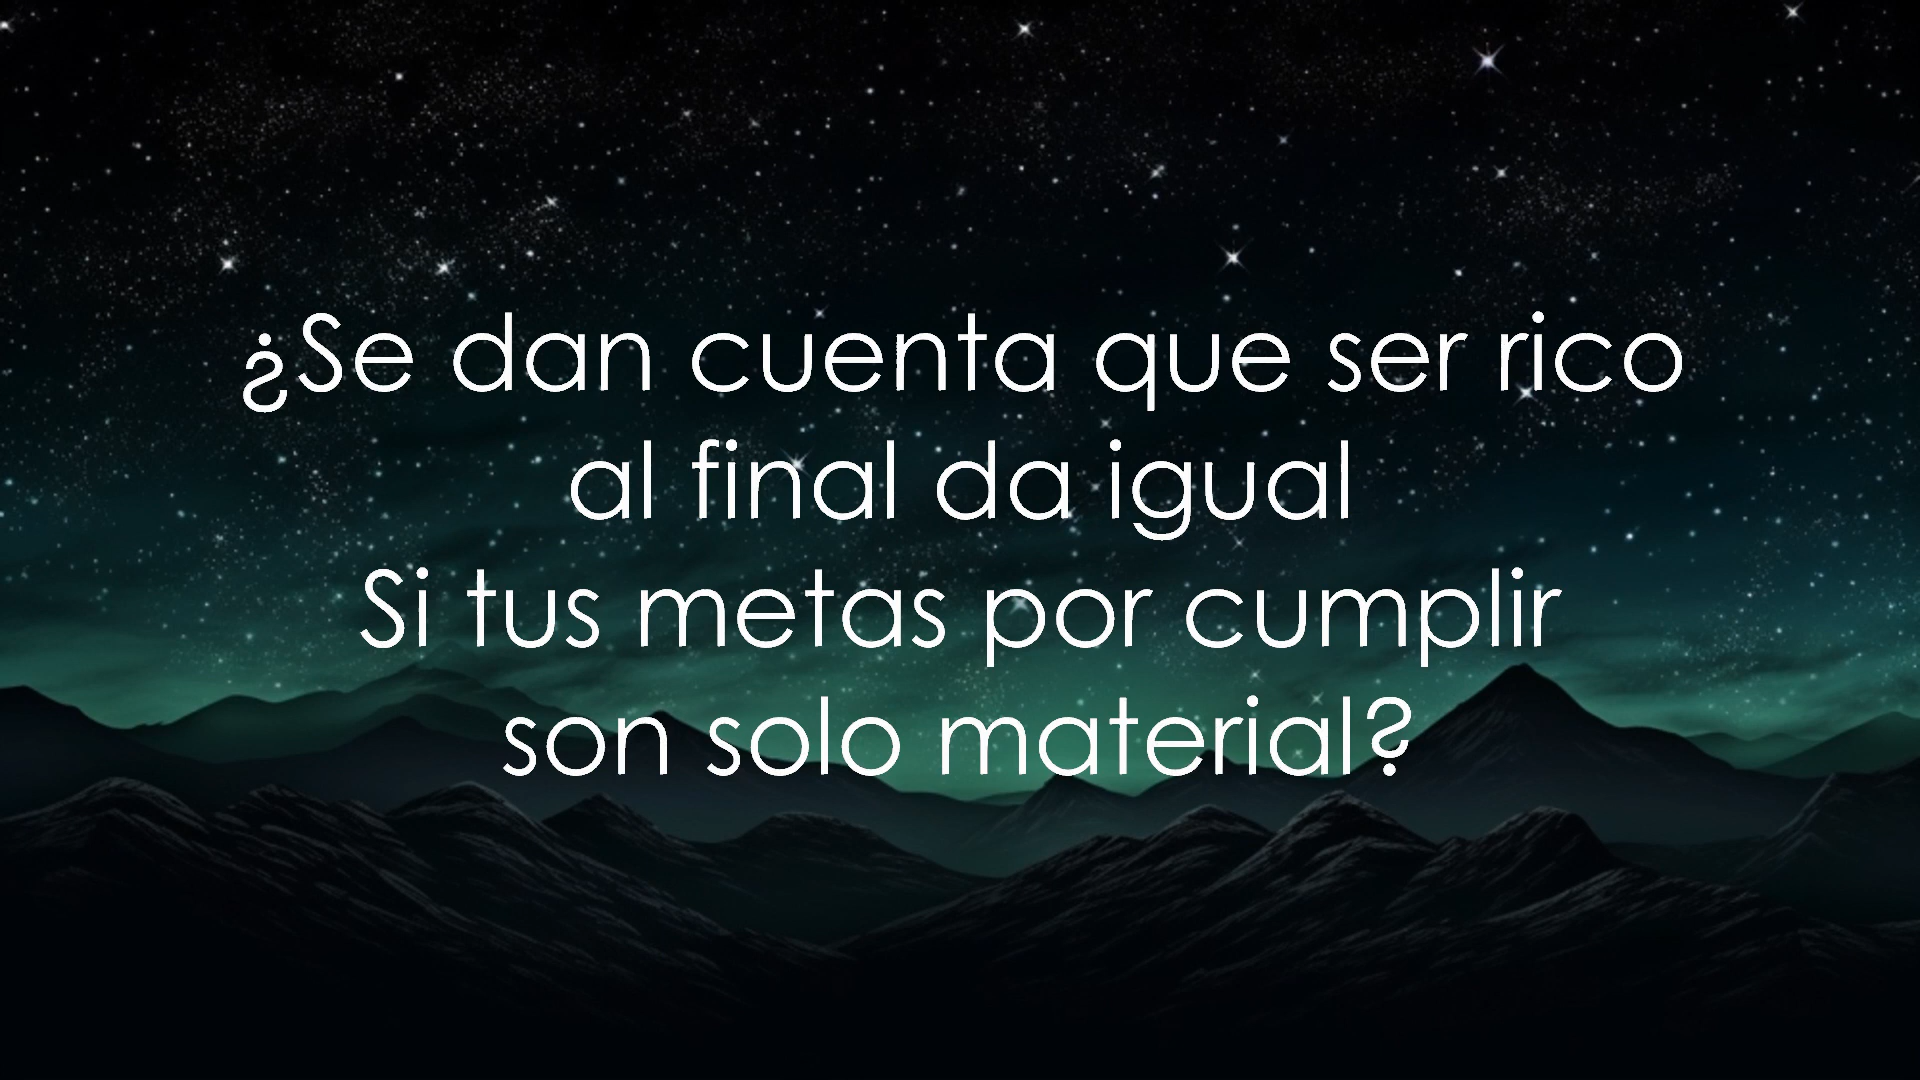 ¿Se dan cuenta que ser rico
al final da igual
Si tus metas por cumplir
son solo material?